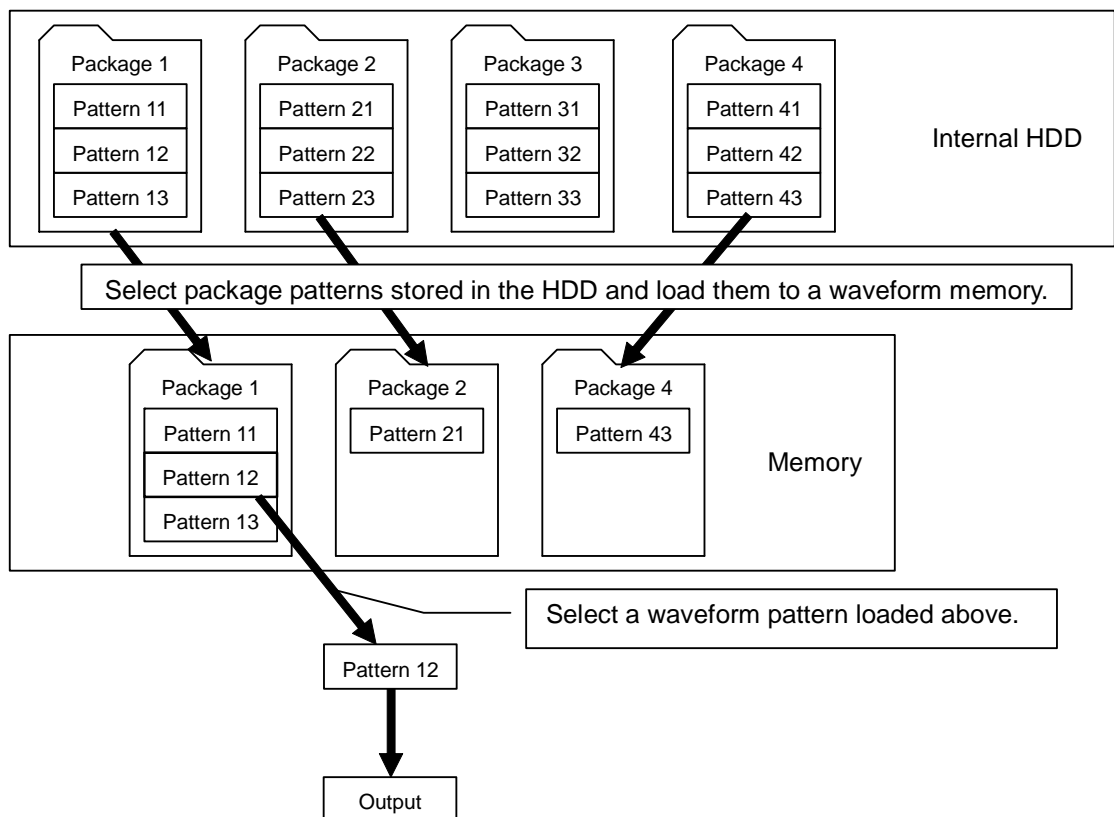 Package 1
Pattern 11
Pattern 12
Pattern 13
Package 2
Pattern 21
Pattern 22
Pattern 23
Package 3
Pattern 31
Pattern 32
Pattern 33
Package 4
Pattern 41
Pattern 42
Pattern 43
Internal HDD
Select package patterns stored in the HDD and load them to a waveform memory.
Package 1
Pattern 11
Pattern 12
Pattern 13
Package 2
Pattern 21
Package 4
Pattern 43
Memory
Select a waveform pattern loaded above.
Pattern 12
Output